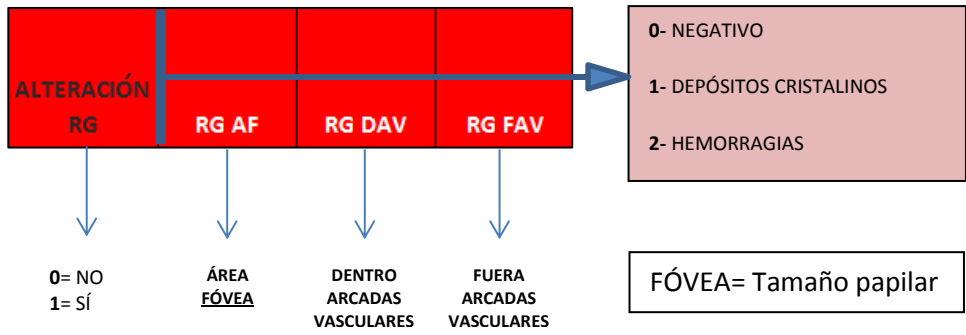 ALTERACIÓN
RG
RG AF
RG DAV
RG FAV
0- NEGATIVO
1- DEPÓSITOS CRISTALINOS
2- HEMORRAGIAS
0= NO
1= SÍ
ÁREA
FÓVEA
DENTRO
ARCADAS
VASCULARES
FUERA
ARCADAS
VASCULARES
FÓVEA= Tamaño papilar